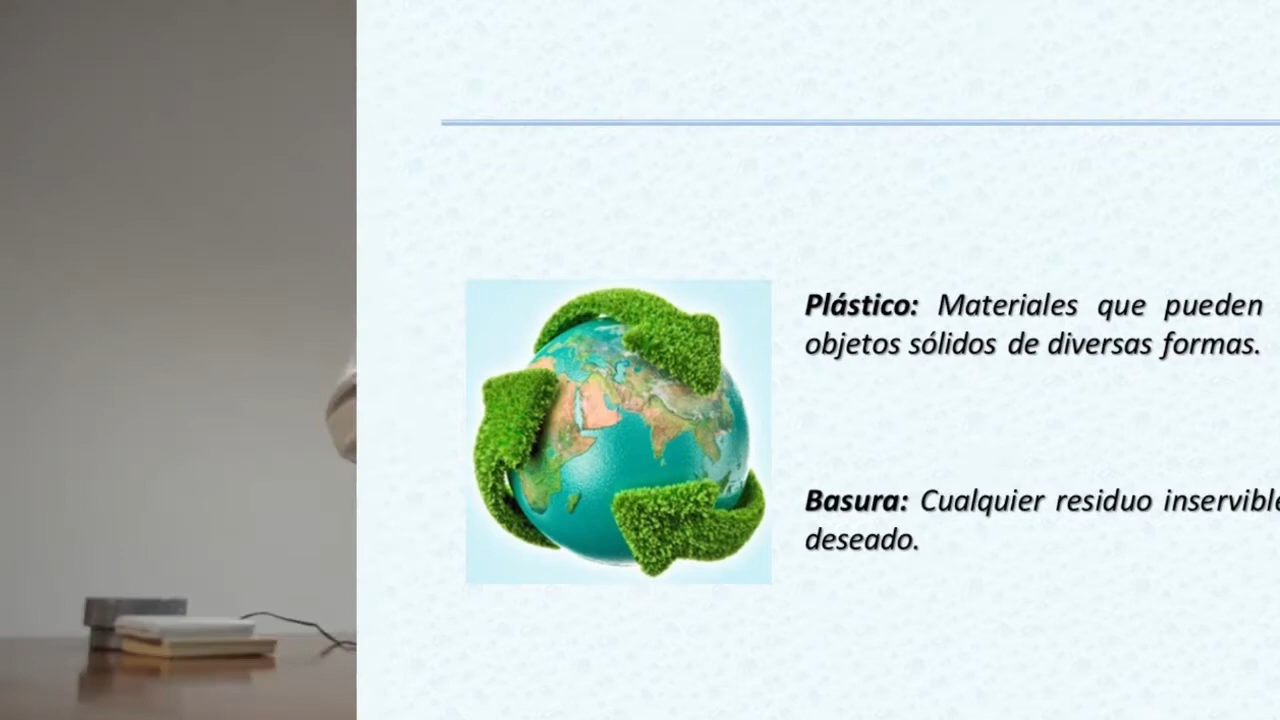 Plástico: Materiales que pueden
objetos sólidos de diversas formas.
Basura: Cualquier residuo inservible
deseado.